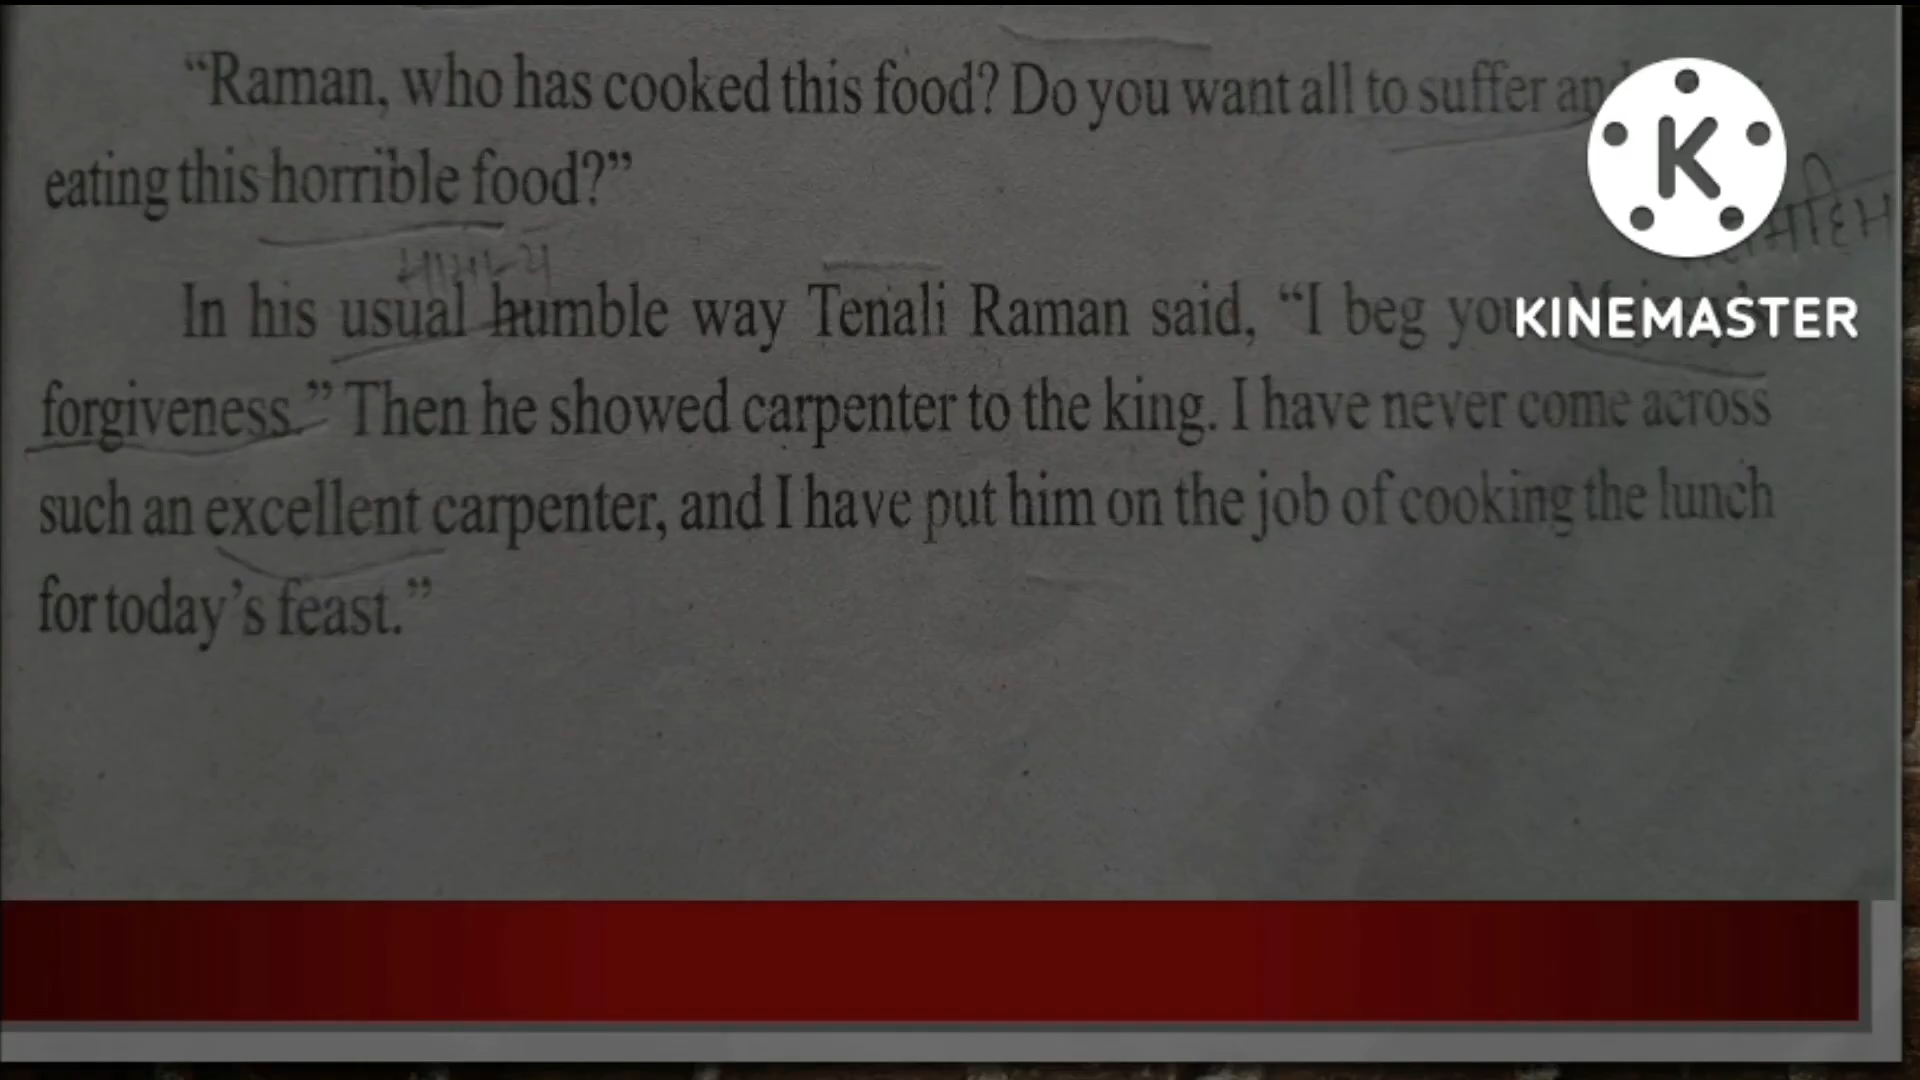 “Raman, who has cooked this food? Do you want all to suffer
eating this horrible food?”
सामान्य
In his usual humble way Tenali Raman said, “I beg
forgiveness.” Then he showed carpenter to the king. I have never come across
such an excellent carpenter, and I have put him on the job of cooking the lunch
for today’s feast.”
K
KINEMASTER